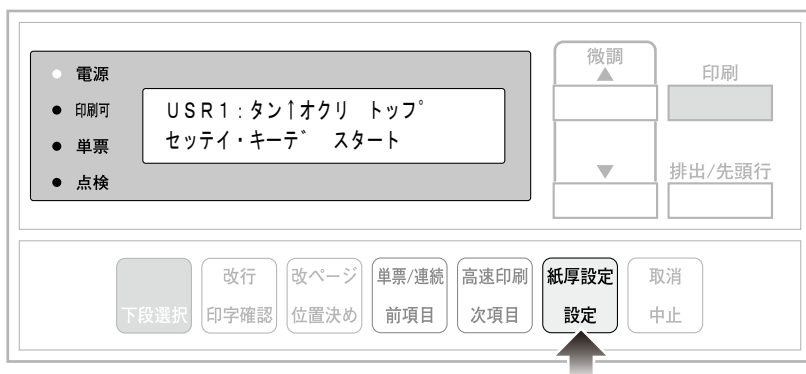 電源
印刷可
単票
点検
USR1:タン↑オクリ トップ゜
セッテイ・キーデ゛ スタート
微調
▲
▼
印刷
排出/先頭行
下段選択
改行
印字確認
改ページ
位置決め
単票/連続
前項目
高速印刷
次項目
紙厚設定
設定
取消
中止